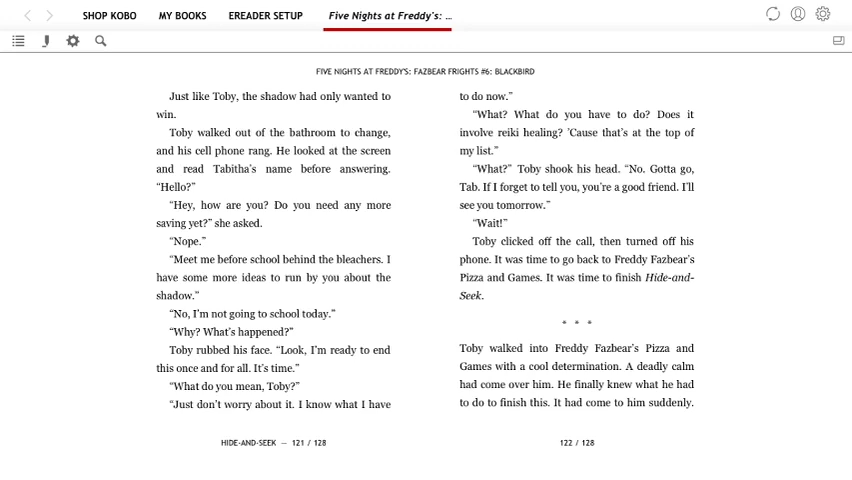 SHOP KOBO MY BOOKS EREADER SETUP Five Nights at Freddy's: ...
FIVE NIGHTS AT FREDDY'S: FAZBEAR FRIGHTS #6: BLACKBIRD
Just like Toby, the shadow had only wanted to
win.
Toby walked out of the bathroom to change,
and his cell phone rang. He looked at the screen
and read Tabitha’s name before answering.
“Hello?”
“Hey, how are you? Do you need any more
saving yet?” she asked.
“Nope.”
“Meet me before school behind the bleachers. I
have some more ideas to run by you about the
shadow.”
“No, I’m not going to school today.”
“Why? What’s happened?”
Toby rubbed his face. “Look, I’m ready to end
this once and for all. It’s time.”
“What do you mean, Toby?”
“Just don’t worry about it. I know what I have
HIDE-AND-SEEK — 121 / 128
to do now.”
“What? What do you have to do? Does it
involve reiki healing? ’Cause that’s at the top of
my list.”
“What?” Toby shook his head. “No. Gotta go,
Tab. If I forget to tell you, you’re a good friend. I’ll
see you tomorrow.”
“Wait!”
Toby clicked off the call, then turned off his
phone. It was time to go back to Freddy Fazbear’s
Pizza and Games. It was time to finish Hide-and-
Seek.
* * *
Toby walked into Freddy Fazbear’s Pizza and
Games with a cool determination. A deadly calm
had come over him. He finally knew what he had
to do to finish this. It had come to him suddenly.
122 / 128